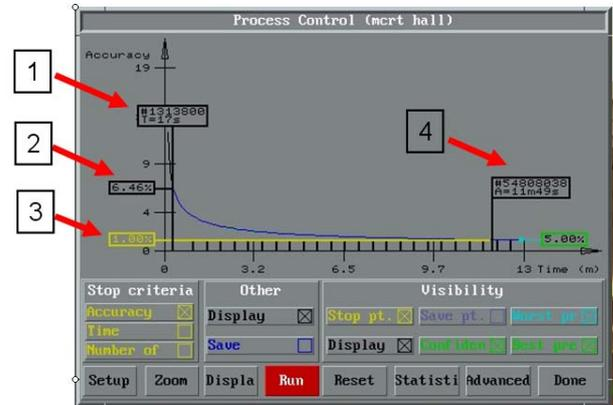 Process Control (mcrt hall)
Accuracy
19
1
#1313800
T=17s
2
9
6.46%
4
#54808038
A=11m49s
3
4
1.00%
5.00%
0
0 3.2 6.5 9.7 13 Time (m)
Stop criteria Other Visibility
Accuracy Display Stop pt. Save pt. Worst pr
Time
Number of Save Display Confiden Best pre
Setup Zoom Displa Run Reset Statisti Advanced Done